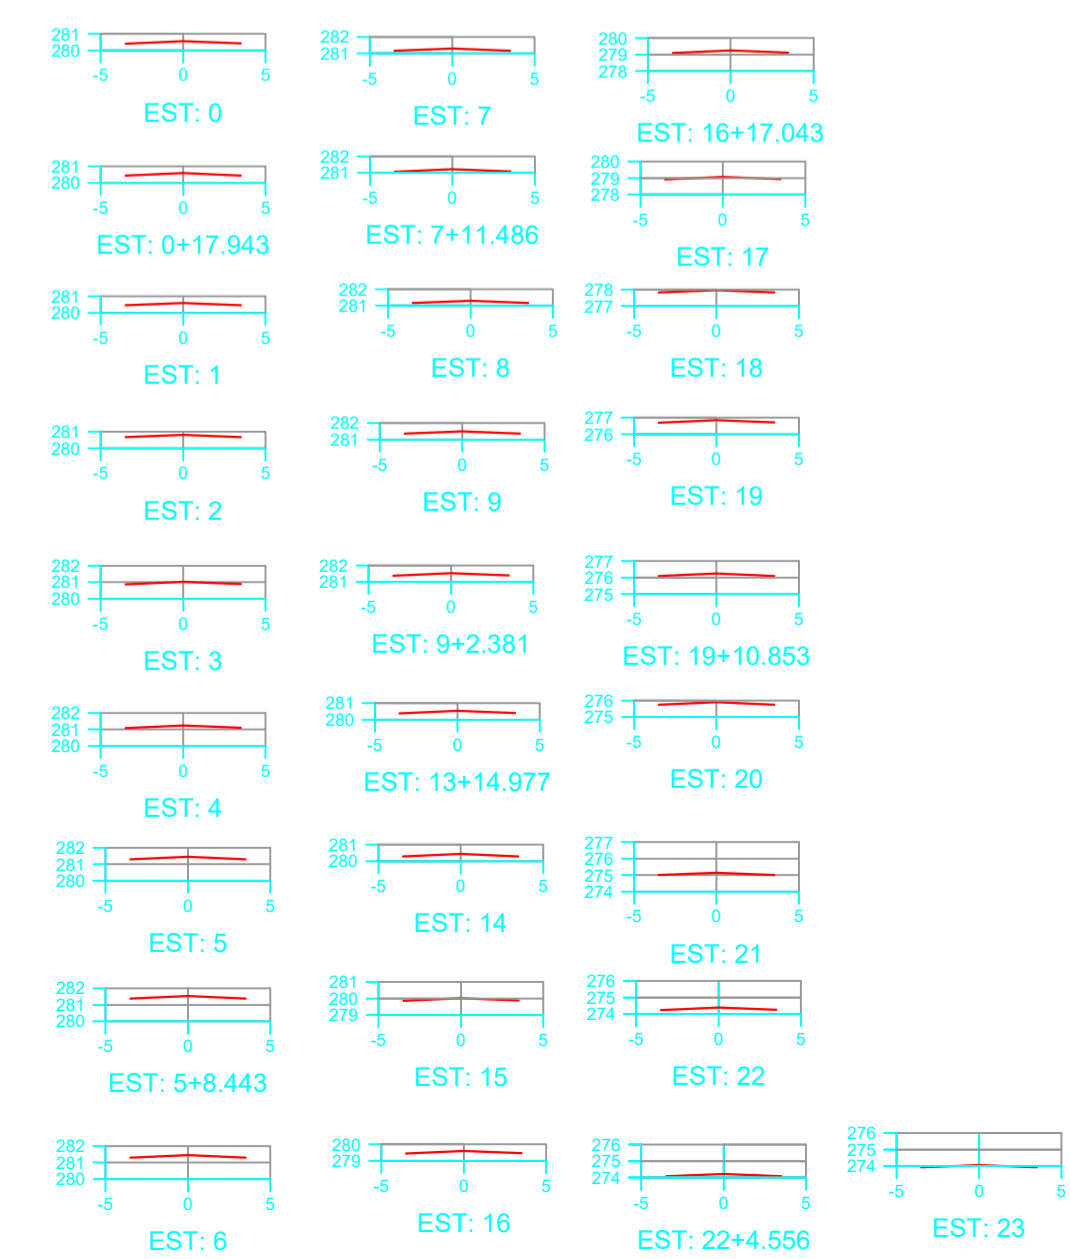 281
280
-5 0 5
EST: 0
281
280
-5 0 5
EST: 0+17.943
281
280
-5 0 5
EST: 1
281
280
-5 0 5
EST: 2
282
281
280
-5 0 5
EST: 3
282
281
280
-5 0 5
EST: 4
282
281
280
-5 0 5
EST: 5
282
281
280
-5 0 5
EST: 5+8.443
282
281
280
-5 0 5
EST: 6
282
281
-5 0 5
EST: 7
282
281
-5 0 5
EST: 7+11.486
282
281
-5 0 5
EST: 8
282
281
-5 0 5
EST: 9
282
281
-5 0 5
EST: 9+2.381
281
280
-5 0 5
EST: 13+14.977
281
280
-5 0 5
EST: 14
281
280
279
-5 0 5
EST: 15
280
279
-5 0 5
EST: 16
280
279
278
-5 0 5
EST: 16+17.043
280
279
278
-5 0 5
EST: 17
278
277
-5 0 5
EST: 18
277
276
-5 0 5
EST: 19
277
276
275
-5 0 5
EST: 19+10.853
276
275
-5 0 5
EST: 20
277
276
275
274
-5 0 5
EST: 21
276
275
274
-5 0 5
EST: 22
276
275
274
-5 0 5
EST: 22+4.556
276
275
274
-5 0 5
EST: 23